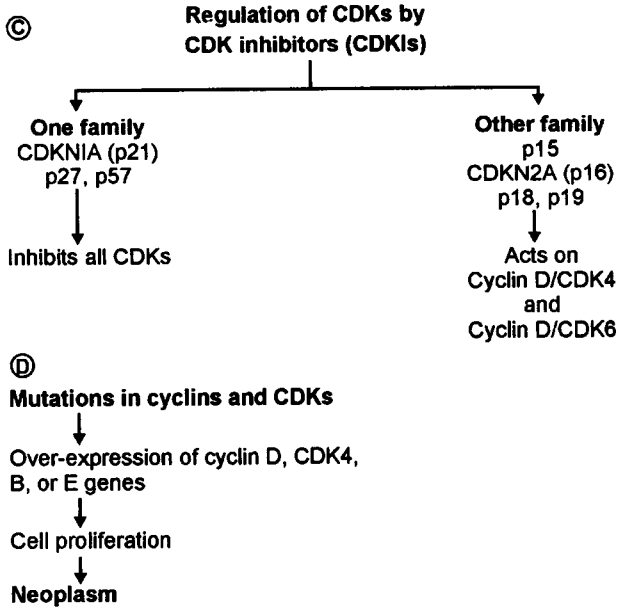 Ⓒ
Regulation of CDKs by
CDK inhibitors (CDKIs)
One family
CDKNIA (p21)
p27, p57
Inhibits all CDKs
Other family
p15
CDKN2A (p16)
p18, p19
Acts on
Cyclin D/CDK4
and
Cyclin D/CDK6
Ⓓ
Mutations in cyclins and CDKs
Over-expression of cyclin D, CDK4,
B, or E genes
Cell proliferation
Neoplasm